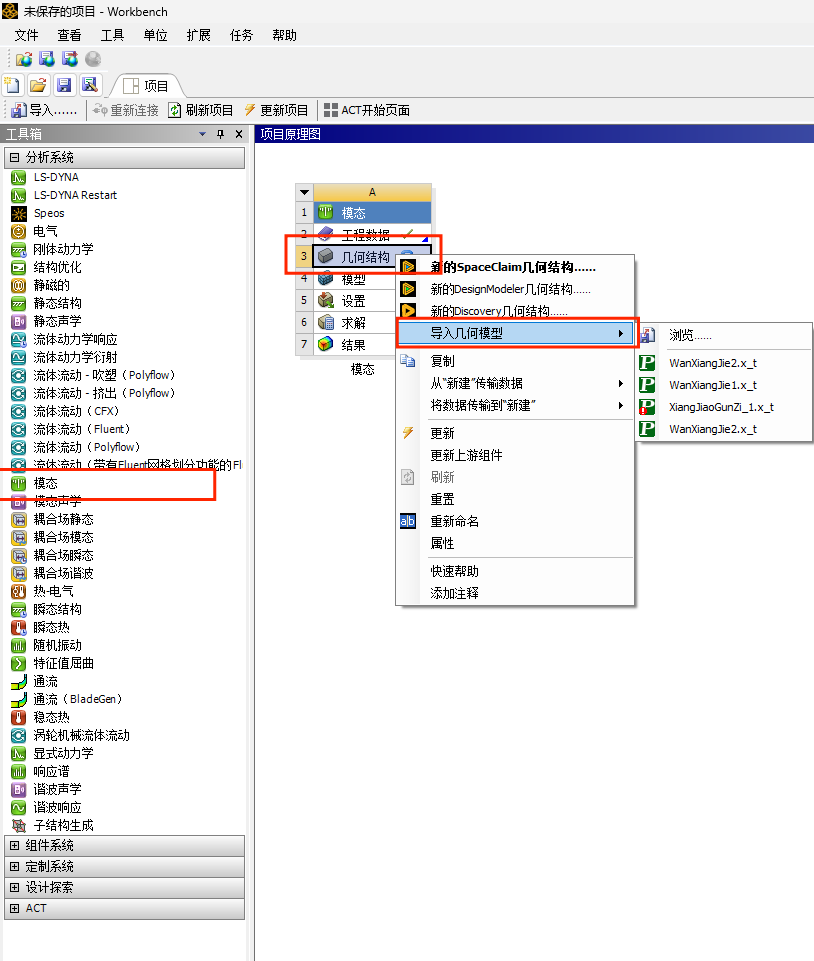 未保存的项目 - Workbench
文件 查看 工具 单位 扩展 任务 帮助
项目
导入...... 重新连接 刷新项目 更新项目 ACT开始页面
工具箱
分析系统
LS-DYNA
LS-DYNA Restart
Speos
电气
刚体动力学
结构优化
静磁的
静态结构
静态声学
流体动力学响应
流体动力学衍射
流体流动 - 吹塑（Polyflow）
流体流动 - 挤出（Polyflow）
流体流动（CFX）
流体流动（Fluent）
流体流动（Polyflow）
流体流动（带有Fluent网格划分功能的Fl
模态
模态声学
耦合场静态
耦合场模态
耦合场瞬态
耦合场谐波
热-电气
瞬态结构
瞬态热
随机振动
特征值屈曲
通流
通流（BladeGen）
稳态热
涡轮机械流体流动
显式动力学
响应谱
谐波声学
谐波响应
子结构生成
组件系统
定制系统
设计探索
ACT
项目原理图
A
1 模态
2 工程数据
3 几何结构
4 模型
5 设置
6 求解
7 结果
模态
新的SpaceClaim几何结构......
新的DesignModeler几何结构......
新的Discovery几何结构......
导入几何模型
复制
从“新建”传输数据
将数据传输到“新建”
更新
更新上游组件
刷新
重置
a|b 重新命名
属性
快速帮助
添加注释
浏览......
P WanXiangJie2.x_t
P WanXiangJie1.x_t
P XiangJiaoGunZi_1.x_t
P WanXiangJie2.x_t